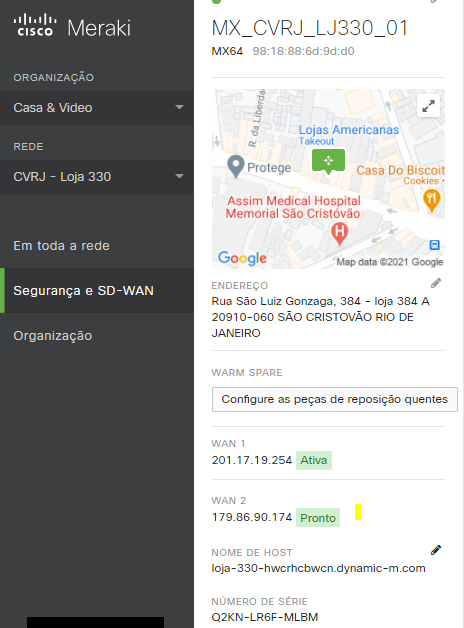 cisco Meraki
ORGANIZAÇÃO
Casa & Video
REDE
CVRJ - Loja 330
Em toda a rede
Segurança e SD-WAN
Organização
MX_CVRJ_LJ330_01
MX64 98:18:88:6d:9d:d0
R. da Liberda
Lojas Americanas
Takeout
Protege
Casa Do Biscoit
Cookies •
Assim Medical Hospital
Memorial São Cristóvão
Google
Map data ©2021 Google
ENDEREÇO
Rua São Luiz Gonzaga, 384 - loja 384 A
20910-060 SÃO CRISTOVÃO RIO DE
JANEIRO
WARM SPARE
Configure as peças de reposição quentes
WAN 1
201.17.19.254 Ativa
WAN 2
179.86.90.174 Pronto
NOME DE HOST
loja-330-hwcrhcbwcn.dynamic-m.com
NÚMERO DE SÉRIE
Q2KN-LR6F-MLBM